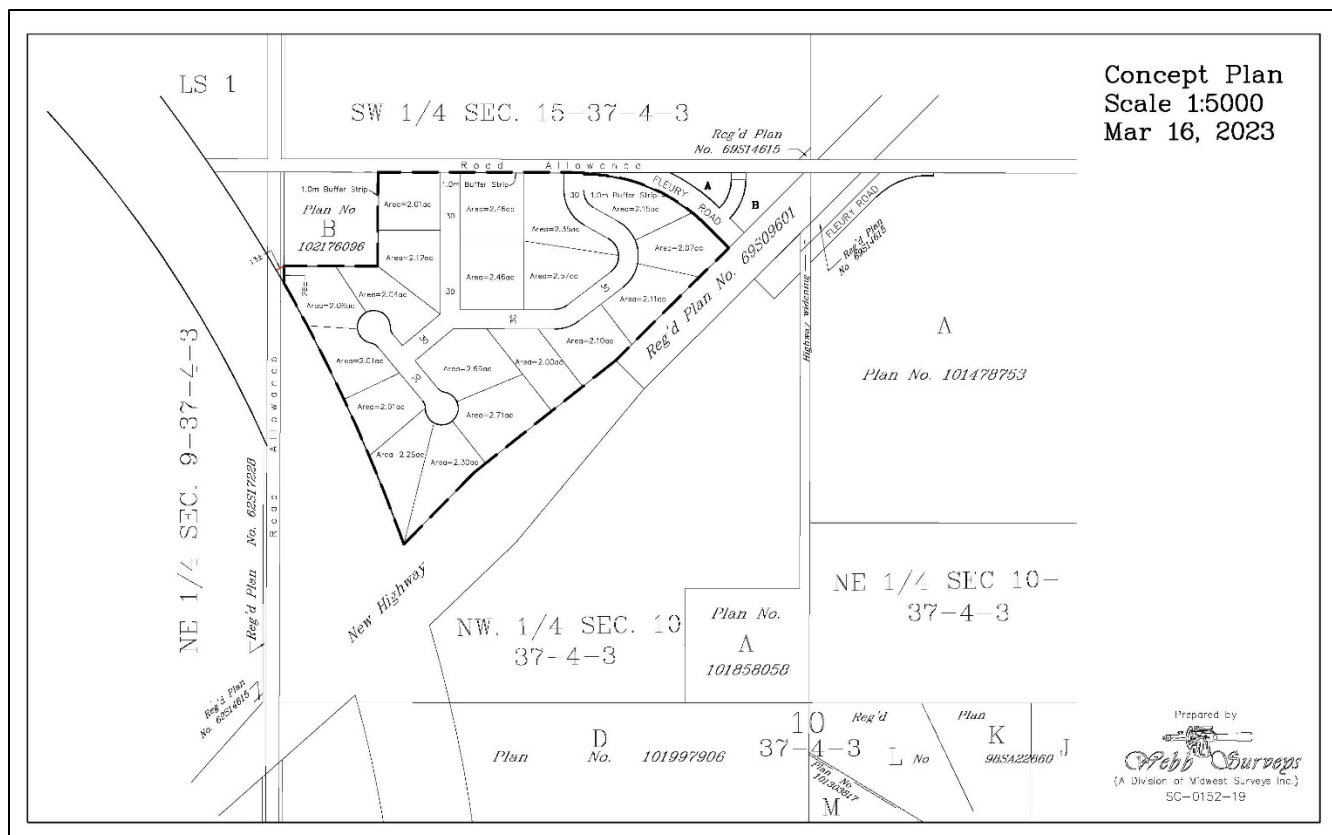 Concept Plan
Scale 1:5000
Mar 16, 2023
LS 1
SW 1/4 SEC. 15-37-4-3
Reg'd Plan
No. 69S14615
Road Allowance
1.0m Buffer Strip
1.0m Buffer Strip
1.0m Buffer Strip
FLEURY
ROAD
A
B
Plan No
B
102176096
Area=2.01ac
30
Area=2.46ac
30
Area=2.15ac
Area=2.35ac
Area=2.07ac
Area=2.12ac
Area=2.46ac
Area=2.57ac
Area=2.04ac
30
30
30
Area=2.11ac
Area=2.08ac
30
Area=2.10ac
Area=2.01ac
Area=2.69ac
Area=2.00ac
30
Area=2.01ac
Area=2.71ac
Area=2.25ac
Area=2.30ac
Reg'd Plan No. 69S09601
FLEURY ROAD
Reg'd Plan
No 69S14615
Highway widening
A
Plan No. 101478753
NE 1/4 SEC. 9-37-4-3
Road Allowance
Reg'd Plan No. 62S17228
Reg'd Plan
No. 69S14615
New Highway
NW. 1/4 SEC. 10
37-4-3
Plan No.
A
101858058
NE 1/4 SEC 10-
37-4-3
Plan D No. 101997906
10
37-4-3
Reg'd Plan
L No K 98SA22860 J
Plan No
101303817
M
Prepared by
Webb Surveys
(A Division of Midwest Surveys Inc.)
SC-0152-19